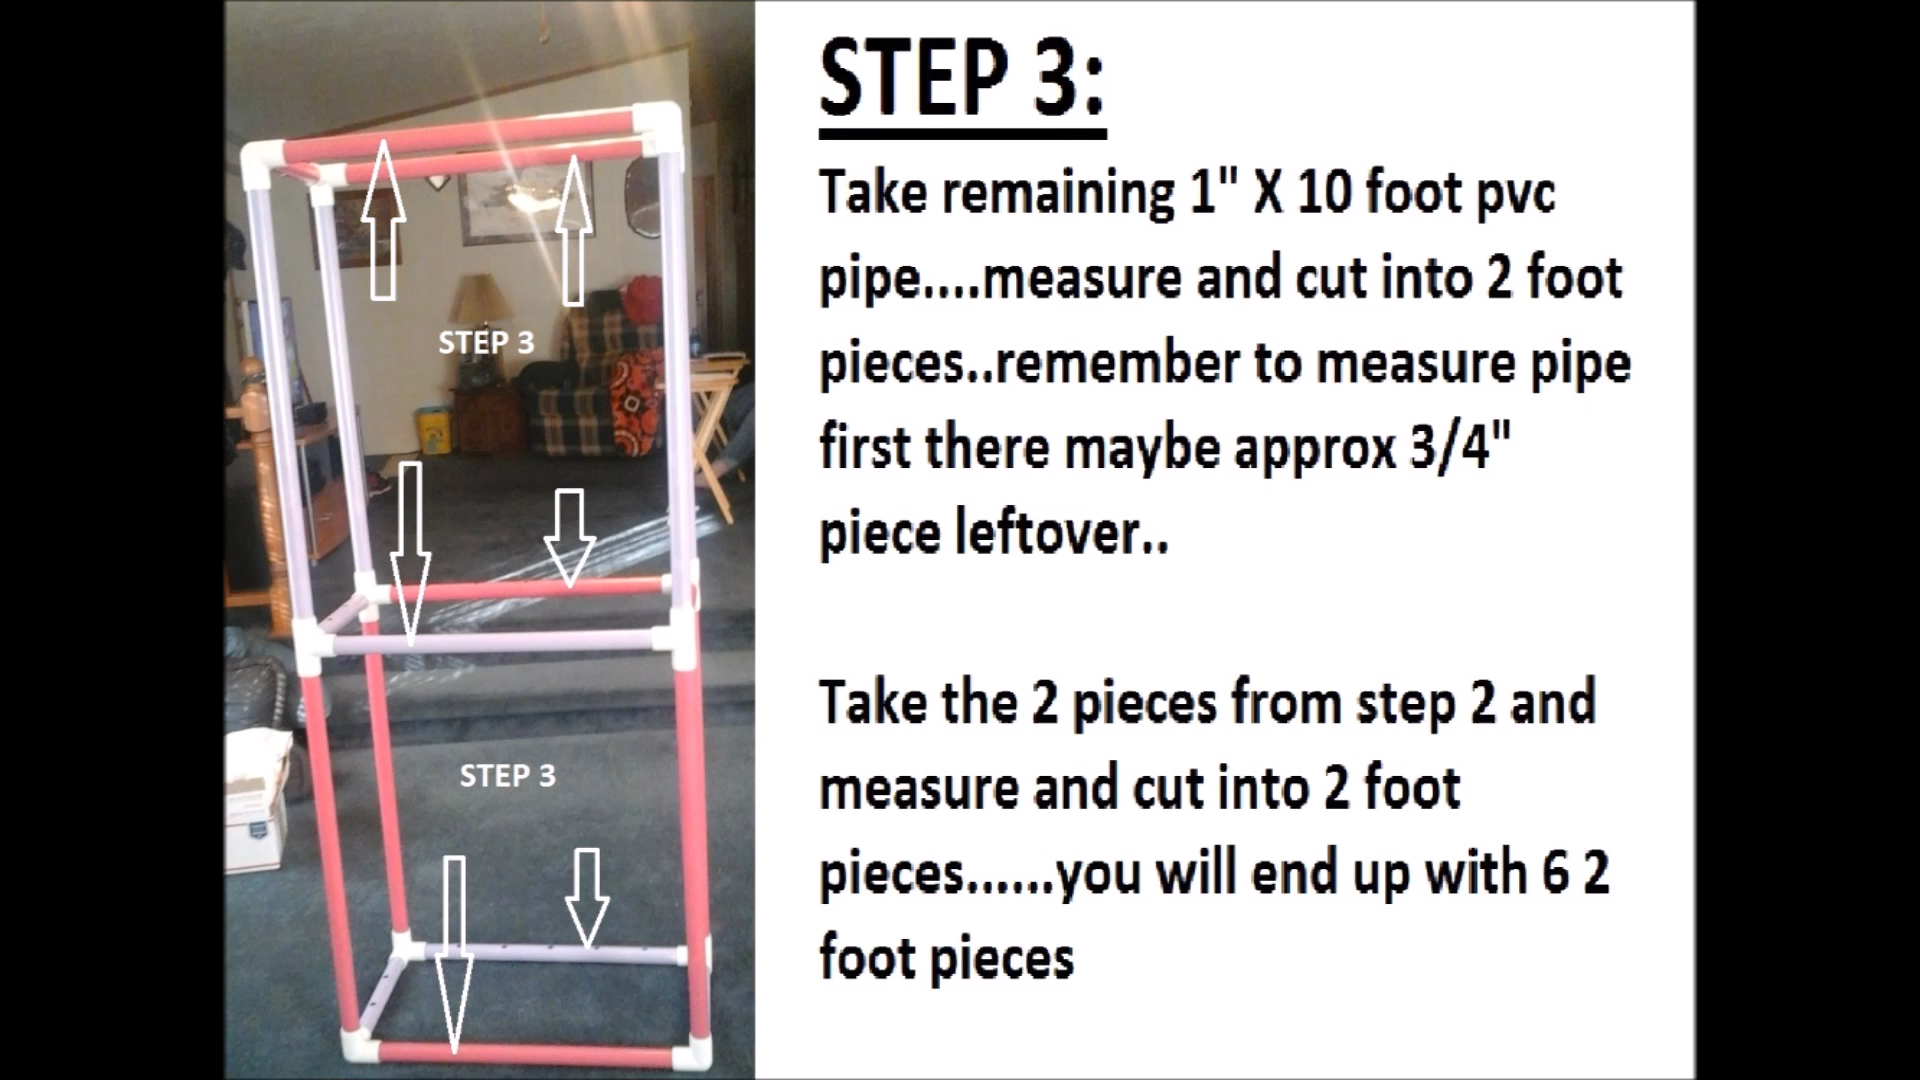 STEP 3:
Take remaining 1" X 10 foot pvc
pipe....measure and cut into 2 foot
pieces..remember to measure pipe
first there maybe approx 3/4"
piece leftover..
Take the 2 pieces from step 2 and
measure and cut into 2 foot
pieces......you will end up with 6 2
foot pieces
STEP 3
STEP 3